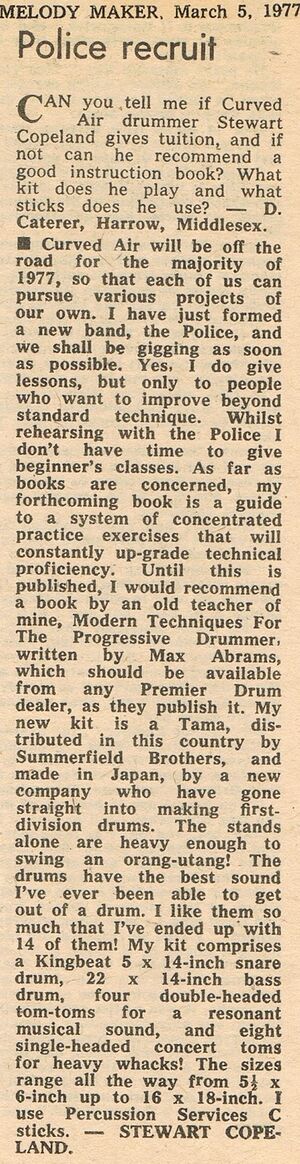 MELODY MAKER, March 5, 1977
Police recruit
CAN you tell me if Curved
Air drummer Stewart
Copeland gives tuition, and if
not can he recommend a
good instruction book? What
kit does he play and what
sticks does he use? — D.
Caterer, Harrow, Middlesex.
■ Curved Air will be off the
road for the majority of
1977, so that each of us can
pursue various projects of
our own. I have just formed
a new band, the Police, and
we shall be gigging as soon
as possible. Yes, I do give
lessons, but only to people
who want to improve beyond
standard technique. Whilst
rehearsing with the Police I
don't have time to give
beginner's classes. As far as
books are concerned, my
forthcoming book is a guide
to a system of concentrated
practice exercises that will
constantly up-grade technical
proficiency. Until this is
published, I would recommend
a book by an old teacher of
mine, Modern Techniques For
The Progressive Drummer,
written by Max Abrams,
which should be available
from any Premier Drum
dealer, as they publish it. My
new kit is a Tama, dis-
tributed in this country by
Summerfield Brothers, and
made in Japan, by a new
company who have gone
straight into making first-
division drums. The stands
alone are heavy enough to
swing an orang-utang! The
drums have the best sound
I've ever been able to get
out of a drum. I like them so
much that I've ended up with
14 of them! My kit comprises
a Kingbeat 5 x 14-inch snare
drum, 22 x 14-inch bass
drum, four double-headed
tom-toms for a resonant
musical sound, and eight
single-headed concert toms
for heavy whacks! The sizes
range all the way from 5½ x
6-inch up to 16 x 18-inch. I
use Percussion Services C
sticks. — STEWART COPE-
LAND.